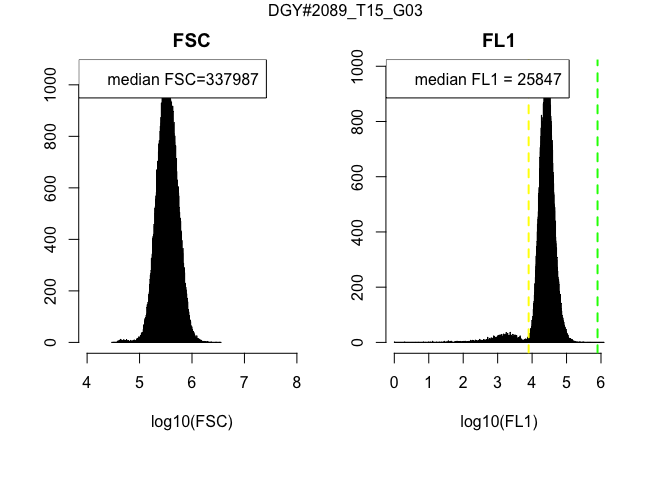 DGY#2089_T15_G03
FSC
FL1
median FSC=337987
median FL1 = 25847
1000
800
600
400
200
0
1000
800
600
400
200
0
4 5 6 7 8
0 1 2 3 4 5 6
log10(FSC)
log10(FL1)